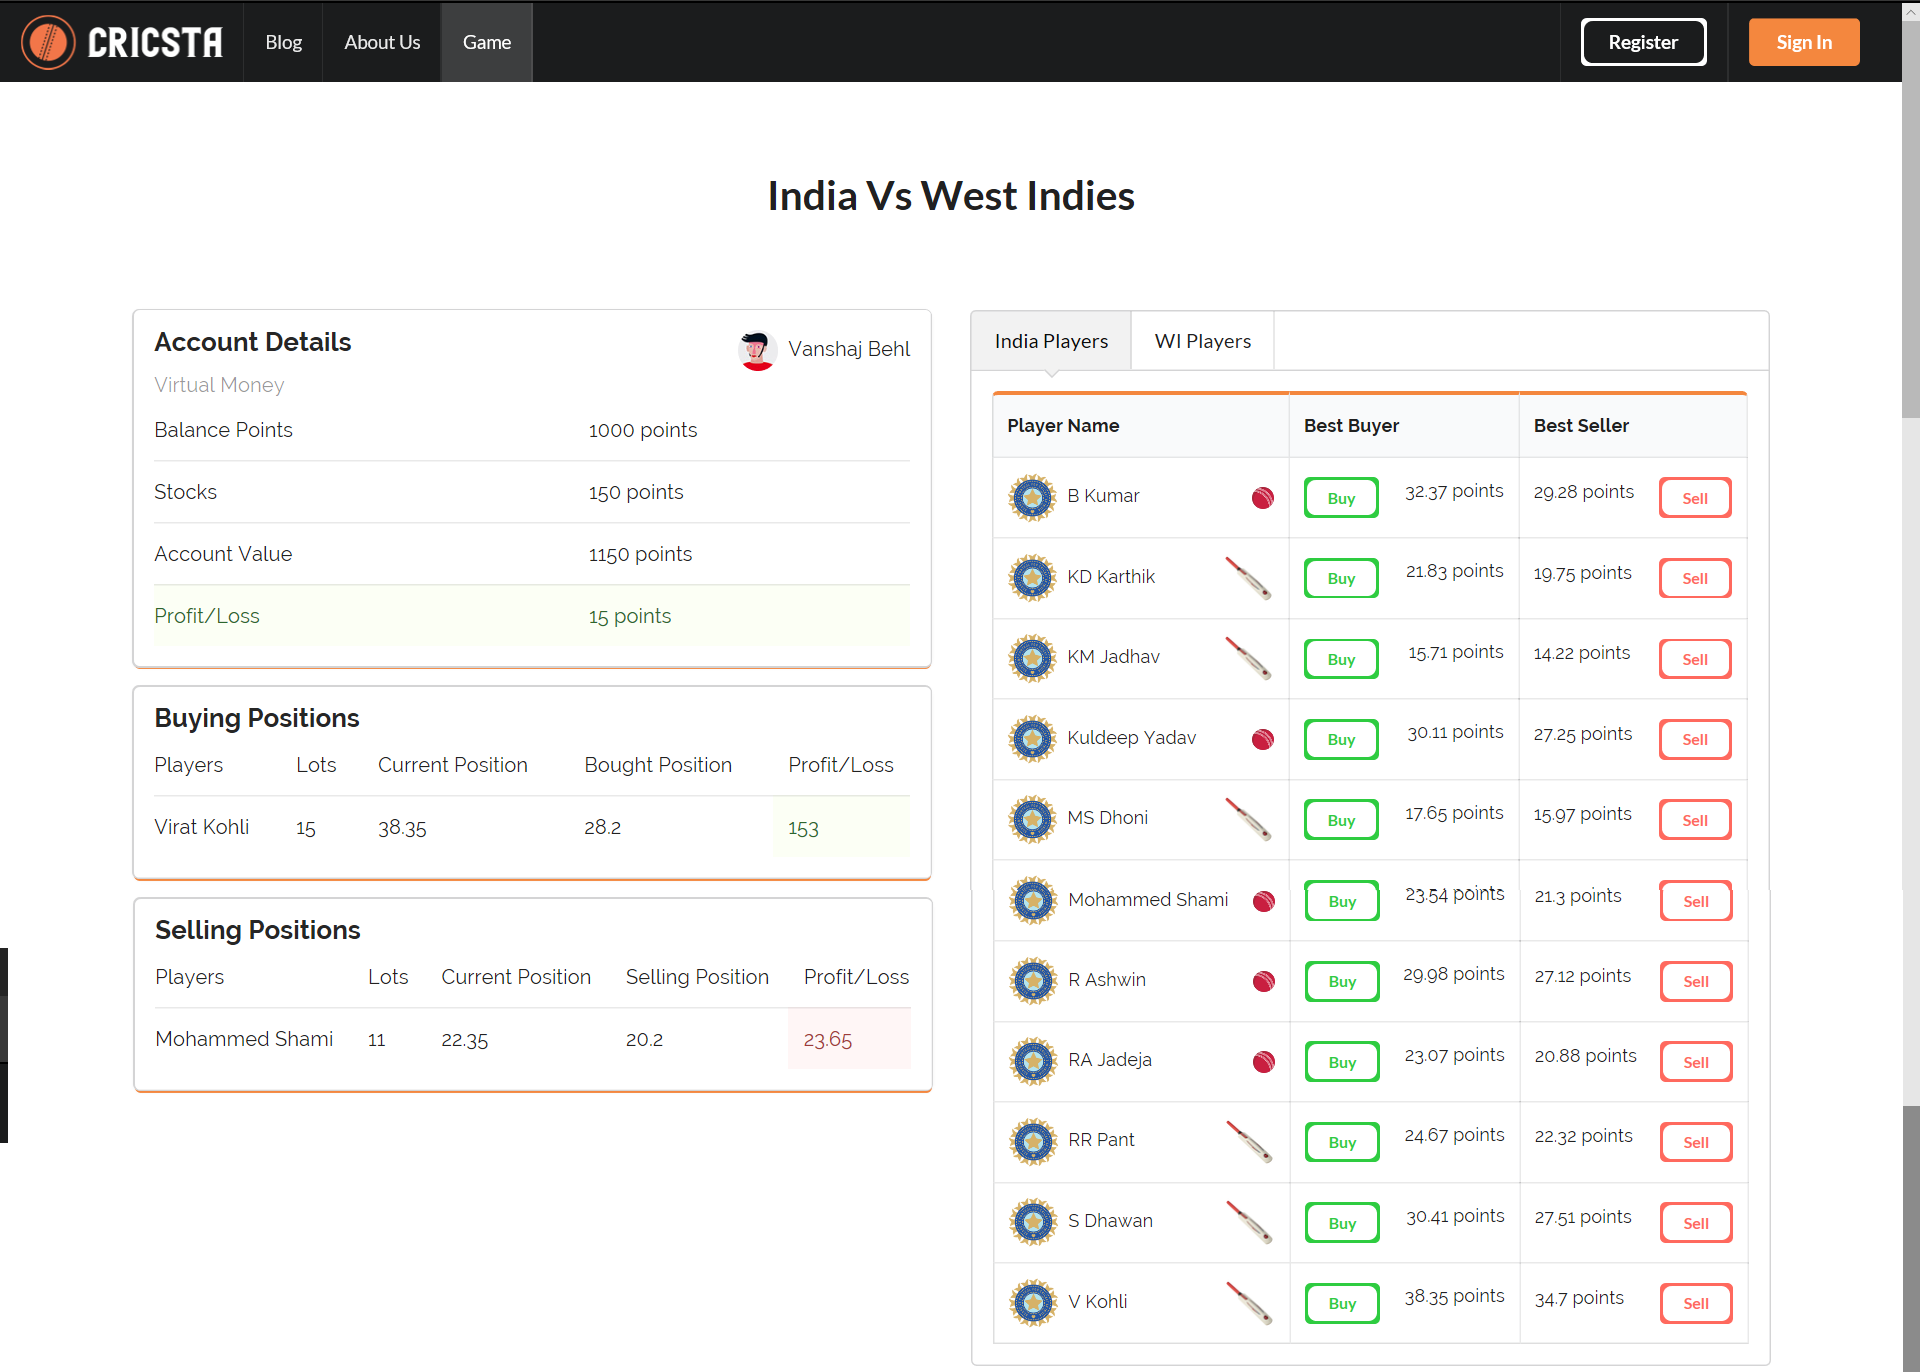 CRICSTA Blog About Us Game Register Sign In
India Vs West Indies
Account Details
Vanshaj Behl
Virtual Money
Balance Points 1000 points
Stocks 150 points
Account Value 1150 points
Profit/Loss 15 points
Buying Positions
Players Lots Current Position Bought Position Profit/Loss
Virat Kohli 15 38.35 28.2 153
Selling Positions
Players Lots Current Position Selling Position Profit/Loss
Mohammed Shami 11 22.35 20.2 23.65
India Players WI Players
Player Name Best Buyer Best Seller
B Kumar Buy 32.37 points 29.28 points Sell
KD Karthik Buy 21.83 points 19.75 points Sell
KM Jadhav Buy 15.71 points 14.22 points Sell
Kuldeep Yadav Buy 30.11 points 27.25 points Sell
MS Dhoni Buy 17.65 points 15.97 points Sell
Mohammed Shami Buy 23.54 points 21.3 points Sell
R Ashwin Buy 29.98 points 27.12 points Sell
RA Jadeja Buy 23.07 points 20.88 points Sell
RR Pant Buy 24.67 points 22.32 points Sell
S Dhawan Buy 30.41 points 27.51 points Sell
V Kohli Buy 38.35 points 34.7 points Sell